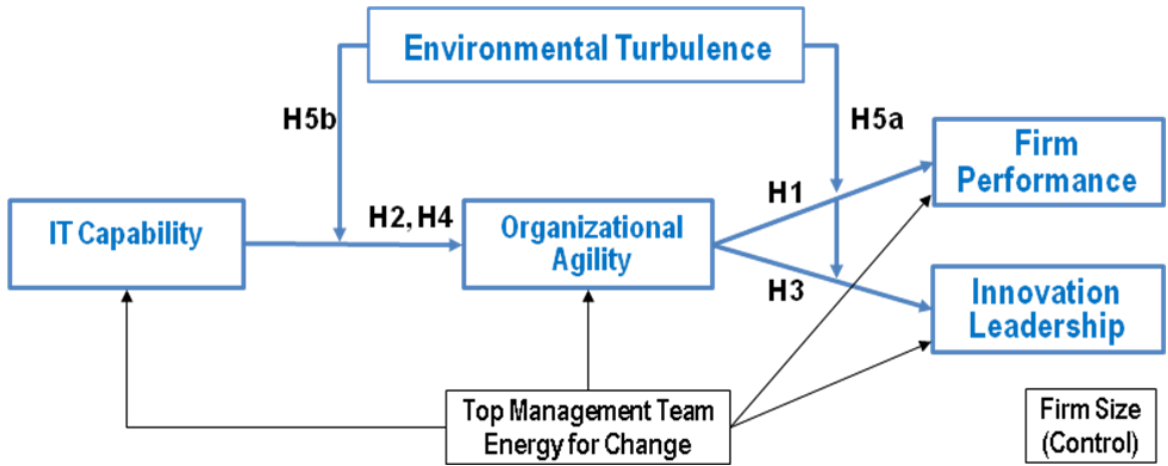 Environmental Turbulence
H5b
H5a
Firm
Performance
H1
IT Capability
H2, H4
Organizational
Agility
H3
Innovation
Leadership
Top Management Team
Energy for Change
Firm Size
(Control)